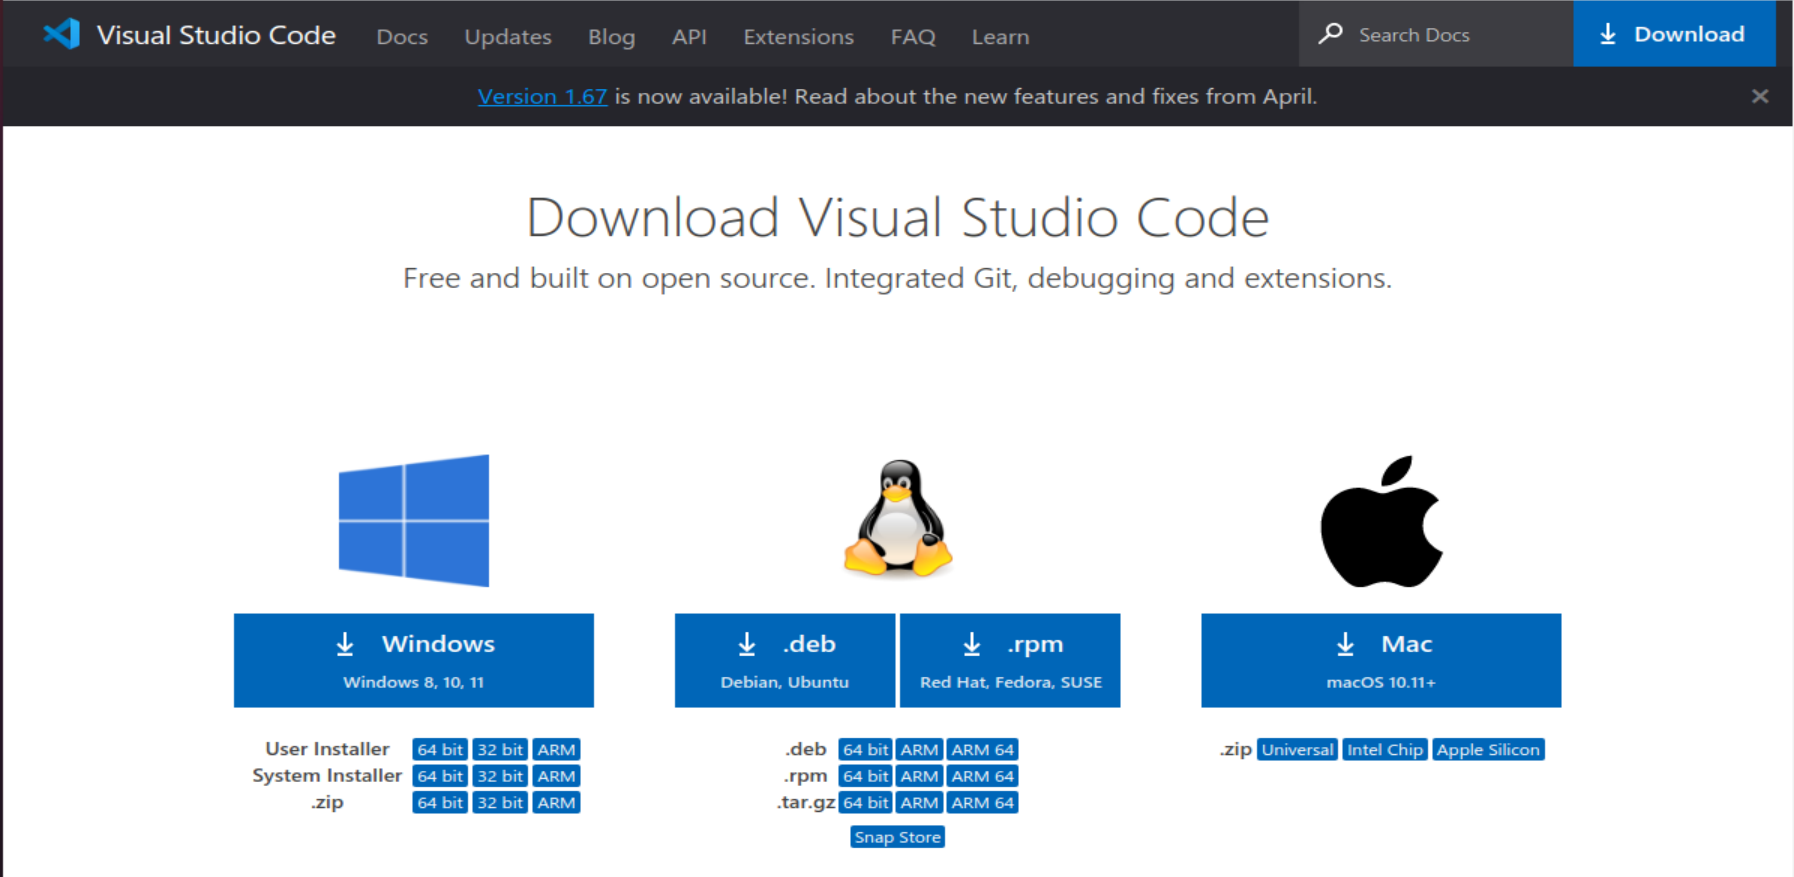 Visual Studio Code Docs Updates Blog API Extensions FAQ Learn Search Docs Download
Version 1.67 is now available! Read about the new features and fixes from April.
Download Visual Studio Code
Free and built on open source. Integrated Git, debugging and extensions.
Windows
Windows 8, 10, 11
User Installer 64 bit 32 bit ARM
System Installer 64 bit 32 bit ARM
.zip 64 bit 32 bit ARM
.deb
Debian, Ubuntu
.rpm
Red Hat, Fedora, SUSE
.deb 64 bit ARM ARM 64
.rpm 64 bit ARM ARM 64
.tar.gz 64 bit ARM ARM 64
Snap Store
Mac
macOS 10.11+
.zip Universal Intel Chip Apple Silicon